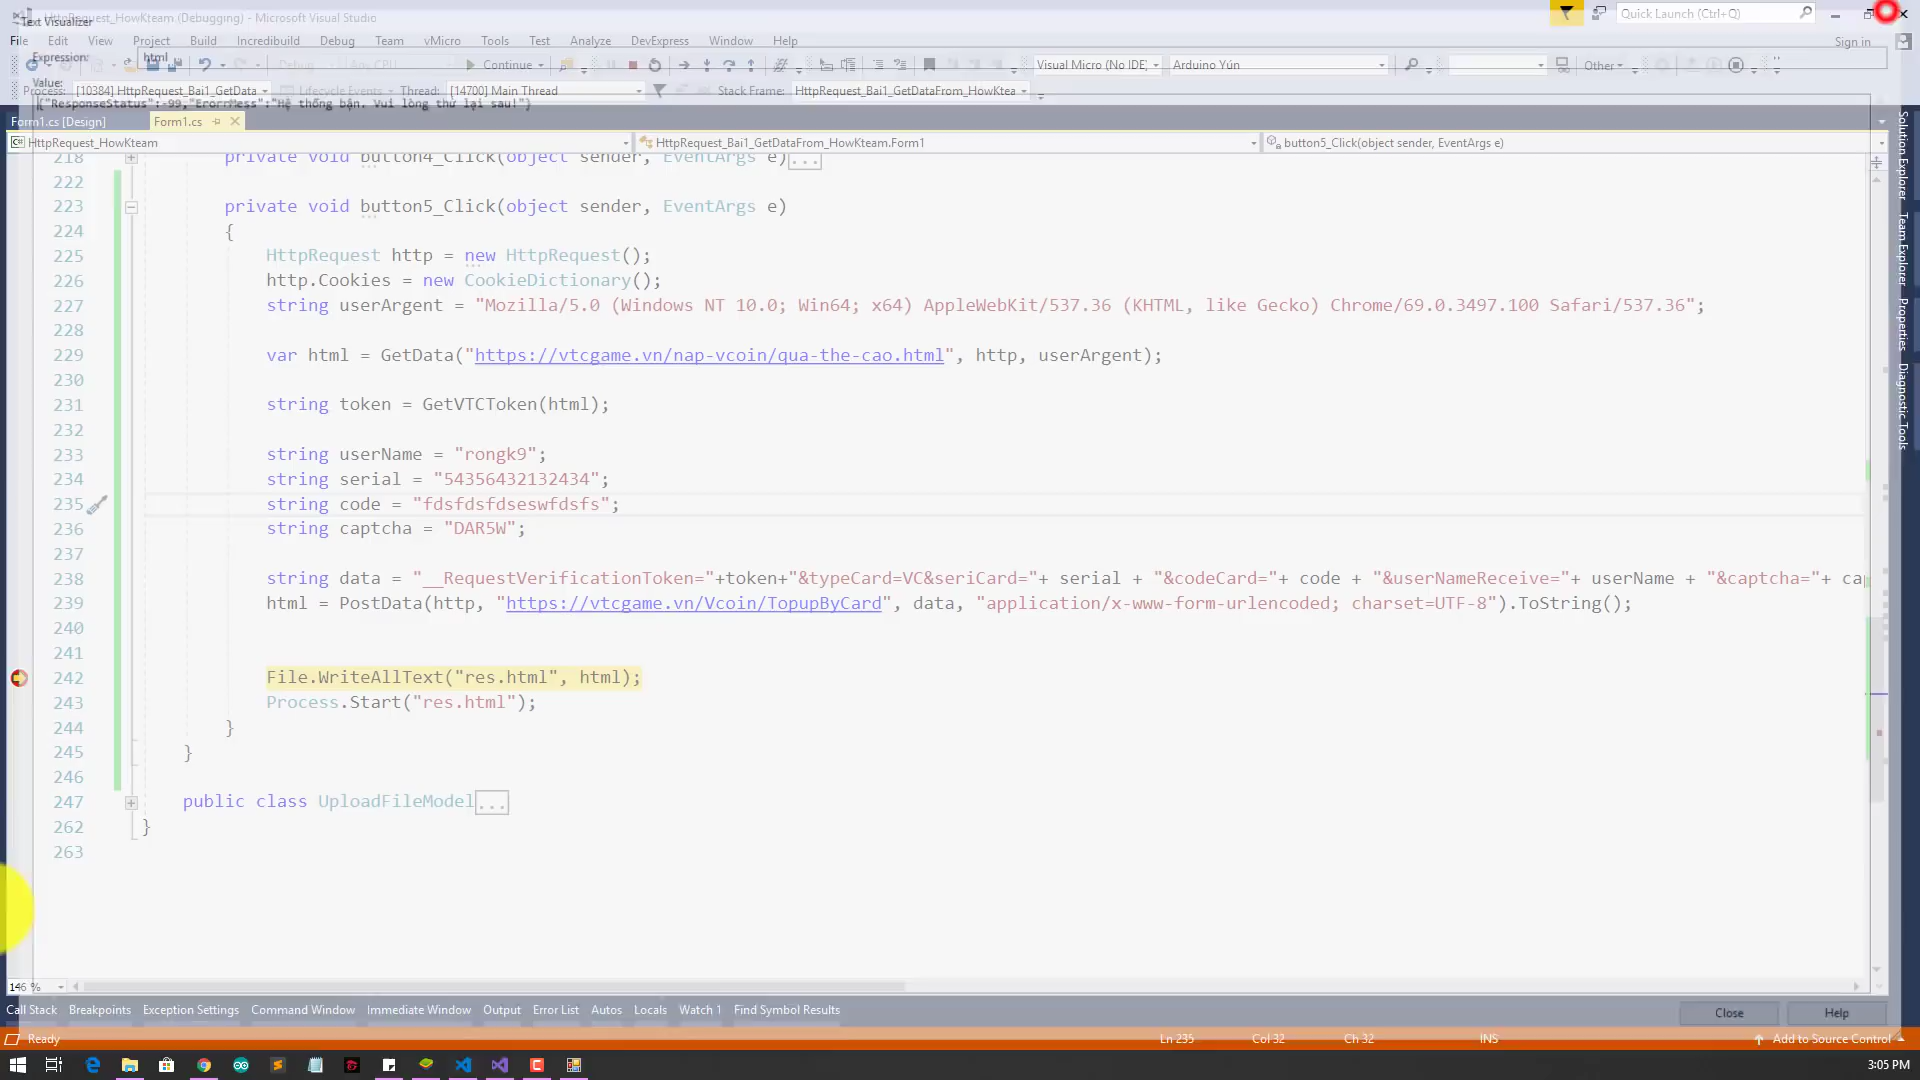 HttpRequest_HowKteam (Debugging) - Microsoft Visual Studio
Text Visualizer
Quick Launch (Ctrl+Q)
File Edit View Project Build Incredibuild Debug Team vMicro Tools Test Analyze DevExpress Window Help
Sign in
Expression: html
Debug Any CPU Continue Visual Micro (No IDE) Arduino Yún Other
Value:
Process: [10384] HttpRequest_Bai1_GetData Lifecycle Events Thread: [14700] Main Thread Stack Frame: HttpRequest_Bai1_GetDataFrom_HowKtea
{"ResponseStatus":-99,"ErorrMess":"Hệ thống bận. Vui lòng thử lại sau!"}
Form1.cs [Design] Form1.cs
HttpRequest_HowKteam HttpRequest_Bai1_GetDataFrom_HowKteam.Form1 button5_Click(object sender, EventArgs e)
218 private void button4_Click(object sender, EventArgs e)...
222
223 private void button5_Click(object sender, EventArgs e)
224 {
225 HttpRequest http = new HttpRequest();
226 http.Cookies = new CookieDictionary();
227 string userArgent = "Mozilla/5.0 (Windows NT 10.0; Win64; x64) AppleWebKit/537.36 (KHTML, like Gecko) Chrome/69.0.3497.100 Safari/537.36";
228
229 var html = GetData("https://vtcgame.vn/nap-vcoin/qua-the-cao.html", http, userArgent);
230
231 string token = GetVTCToken(html);
232
233 string userName = "rongk9";
234 string serial = "54356432132434";
235 string code = "fdsfdsfdseswfdsfs";
236 string captcha = "DAR5W";
237
238 string data = "__RequestVerificationToken="+token+"&typeCard=VC&seriCard="+ serial + "&codeCard="+ code + "&userNameReceive="+ userName + "&captcha="+ ca
239 html = PostData(http, "https://vtcgame.vn/Vcoin/TopupByCard", data, "application/x-www-form-urlencoded; charset=UTF-8").ToString();
240
241
242 File.WriteAllText("res.html", html);
243 Process.Start("res.html");
244 }
245 }
246
247 public class UploadFileModel...
262 }
263
Solution Explorer
Team Explorer
Properties
Diagnostic Tools
146 %
Call Stack Breakpoints Exception Settings Command Window Immediate Window Output Error List Autos Locals Watch 1 Find Symbol Results
Close Help
Ready Ln 235 Col 32 Ch 32 INS Add to Source Control
3:05 PM